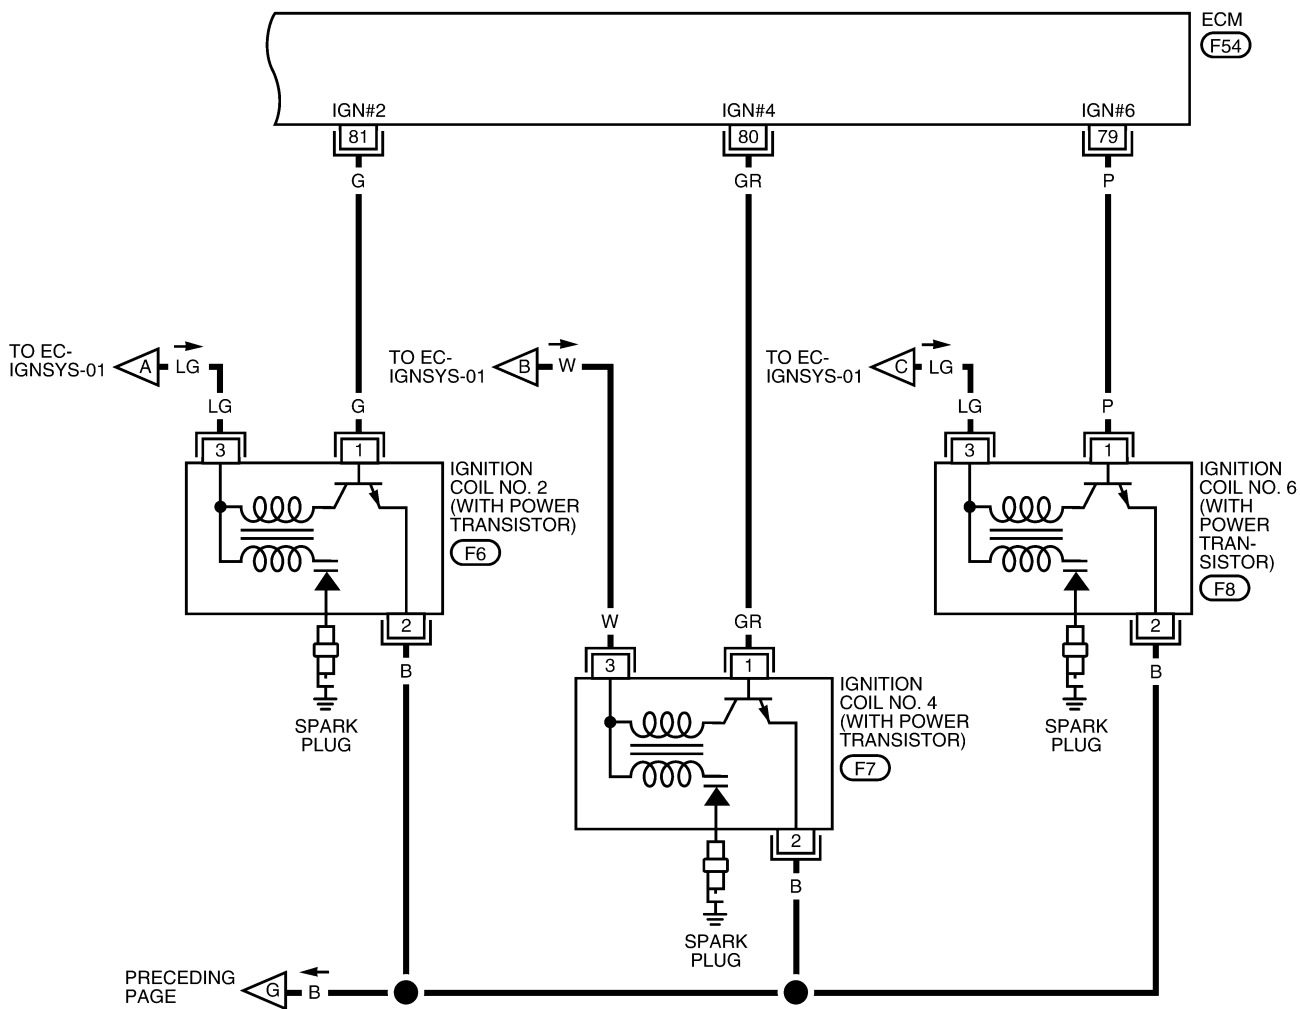 ECM
F54
IGN#2
IGN#4
IGN#6
81
80
79
G
GR
P
TO EC-
IGNSYS-01
A
LG
TO EC-
IGNSYS-01
B
W
TO EC-
IGNSYS-01
C
LG
LG
G
LG
P
3
1
3
1
IGNITION
COIL NO. 2
(WITH POWER
TRANSISTOR)
F6
IGNITION
COIL NO. 6
(WITH
POWER
TRAN-
SISTOR)
F8
2
2
W
GR
B
B
3
1
IGNITION
COIL NO. 4
(WITH POWER
TRANSISTOR)
F7
SPARK
PLUG
SPARK
PLUG
2
B
SPARK
PLUG
PRECEDING
PAGE
G
B